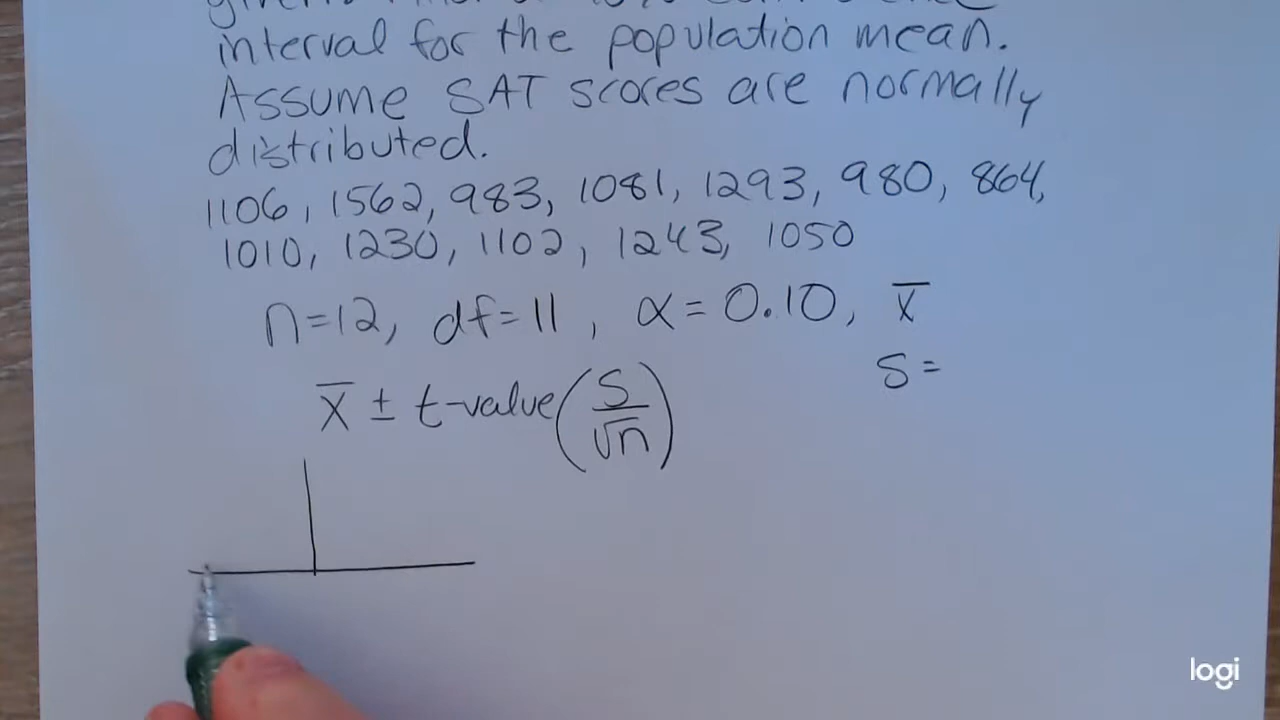 interval for the population mean.
Assume SAT scores are normally
distributed.
1106, 1562, 983, 1081, 1293, 980, 864,
1010, 1230, 1102, 1243, 1050
n=12, df=11, α=0.10, x̅
s=
x̅ ± t-value(s/√n)
logi